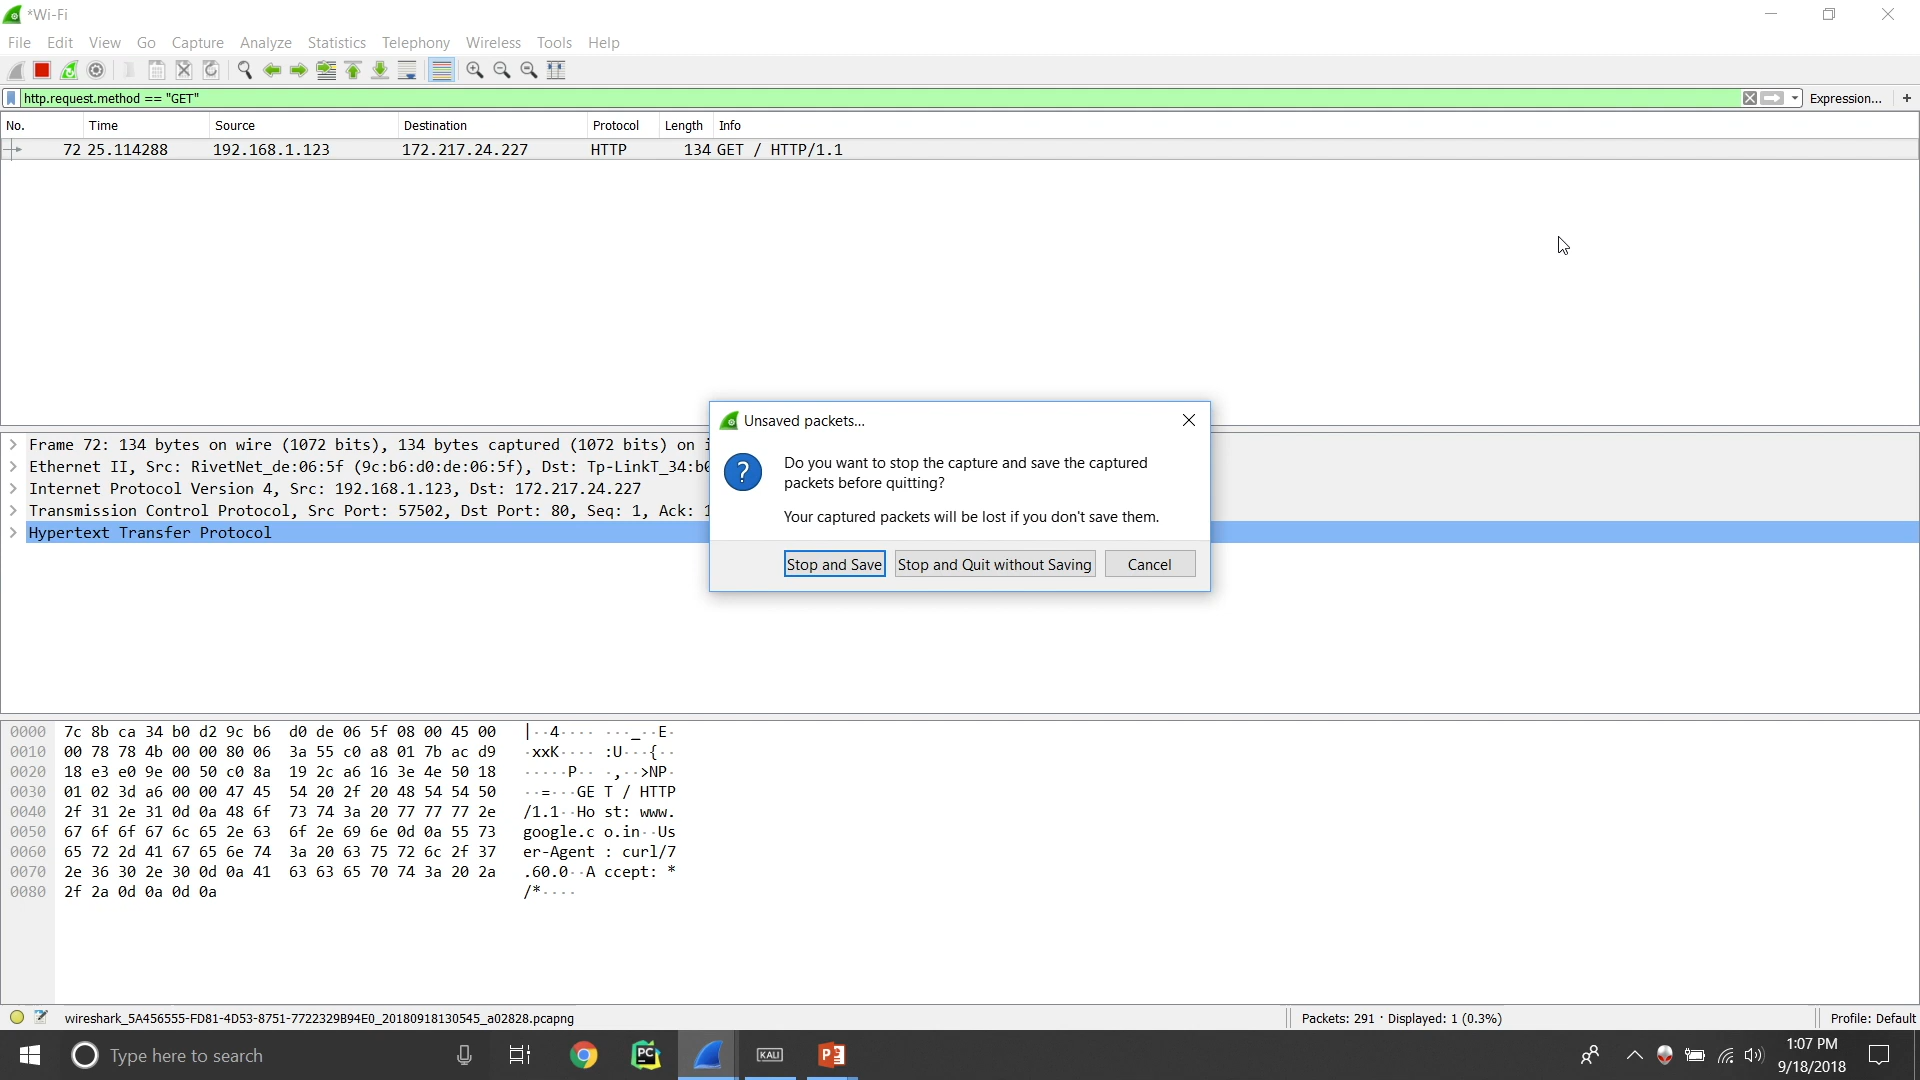 *Wi-Fi
File Edit View Go Capture Analyze Statistics Telephony Wireless Tools Help
http.request.method == "GET"
Expression... +
No. Time Source Destination Protocol Length Info
72 25.114288 192.168.1.123 172.217.24.227 HTTP 134 GET / HTTP/1.1
Frame 72: 134 bytes on wire (1072 bits), 134 bytes captured (1072 bits) on
Ethernet II, Src: RivetNet_de:06:5f (9c:b6:d0:de:06:5f), Dst: Tp-LinkT_34:b0
Internet Protocol Version 4, Src: 192.168.1.123, Dst: 172.217.24.227
Transmission Control Protocol, Src Port: 57502, Dst Port: 80, Seq: 1, Ack: 1
Hypertext Transfer Protocol
Unsaved packets...
Do you want to stop the capture and save the captured
packets before quitting?
Your captured packets will be lost if you don't save them.
Stop and Save Stop and Quit without Saving Cancel
0000 7c 8b ca 34 b0 d2 9c b6 d0 de 06 5f 08 00 45 00 |··4···· ···_··E·
0010 00 78 78 4b 00 00 80 06 3a 55 c0 a8 01 7b ac d9 ·xxK···· :U···{··
0020 18 e3 e0 9e 00 50 c0 8a 19 2c a6 16 3e 4e 50 18 ·····P·· ·,··>NP·
0030 01 02 3d a6 00 00 47 45 54 20 2f 20 48 54 54 50 ··=···GE T / HTTP
0040 2f 31 2e 31 0d 0a 48 6f 73 74 3a 20 77 77 77 2e /1.1··Ho st: www.
0050 67 6f 6f 67 6c 65 2e 63 6f 2e 69 6e 0d 0a 55 73 google.c o.in··Us
0060 65 72 2d 41 67 65 6e 74 3a 20 63 75 72 6c 2f 37 er-Agent : curl/7
0070 2e 36 30 2e 30 0d 0a 41 63 63 65 70 74 3a 20 2a .60.0··A ccept: *
0080 2f 2a 0d 0a 0d 0a /*····
wireshark_5A456555-FD81-4D53-8751-7722329B94E0_20180918130545_a02828.pcapng
Packets: 291 · Displayed: 1 (0.3%)
Profile: Default
Type here to search
PC
KALI
P
1:07 PM
9/18/2018